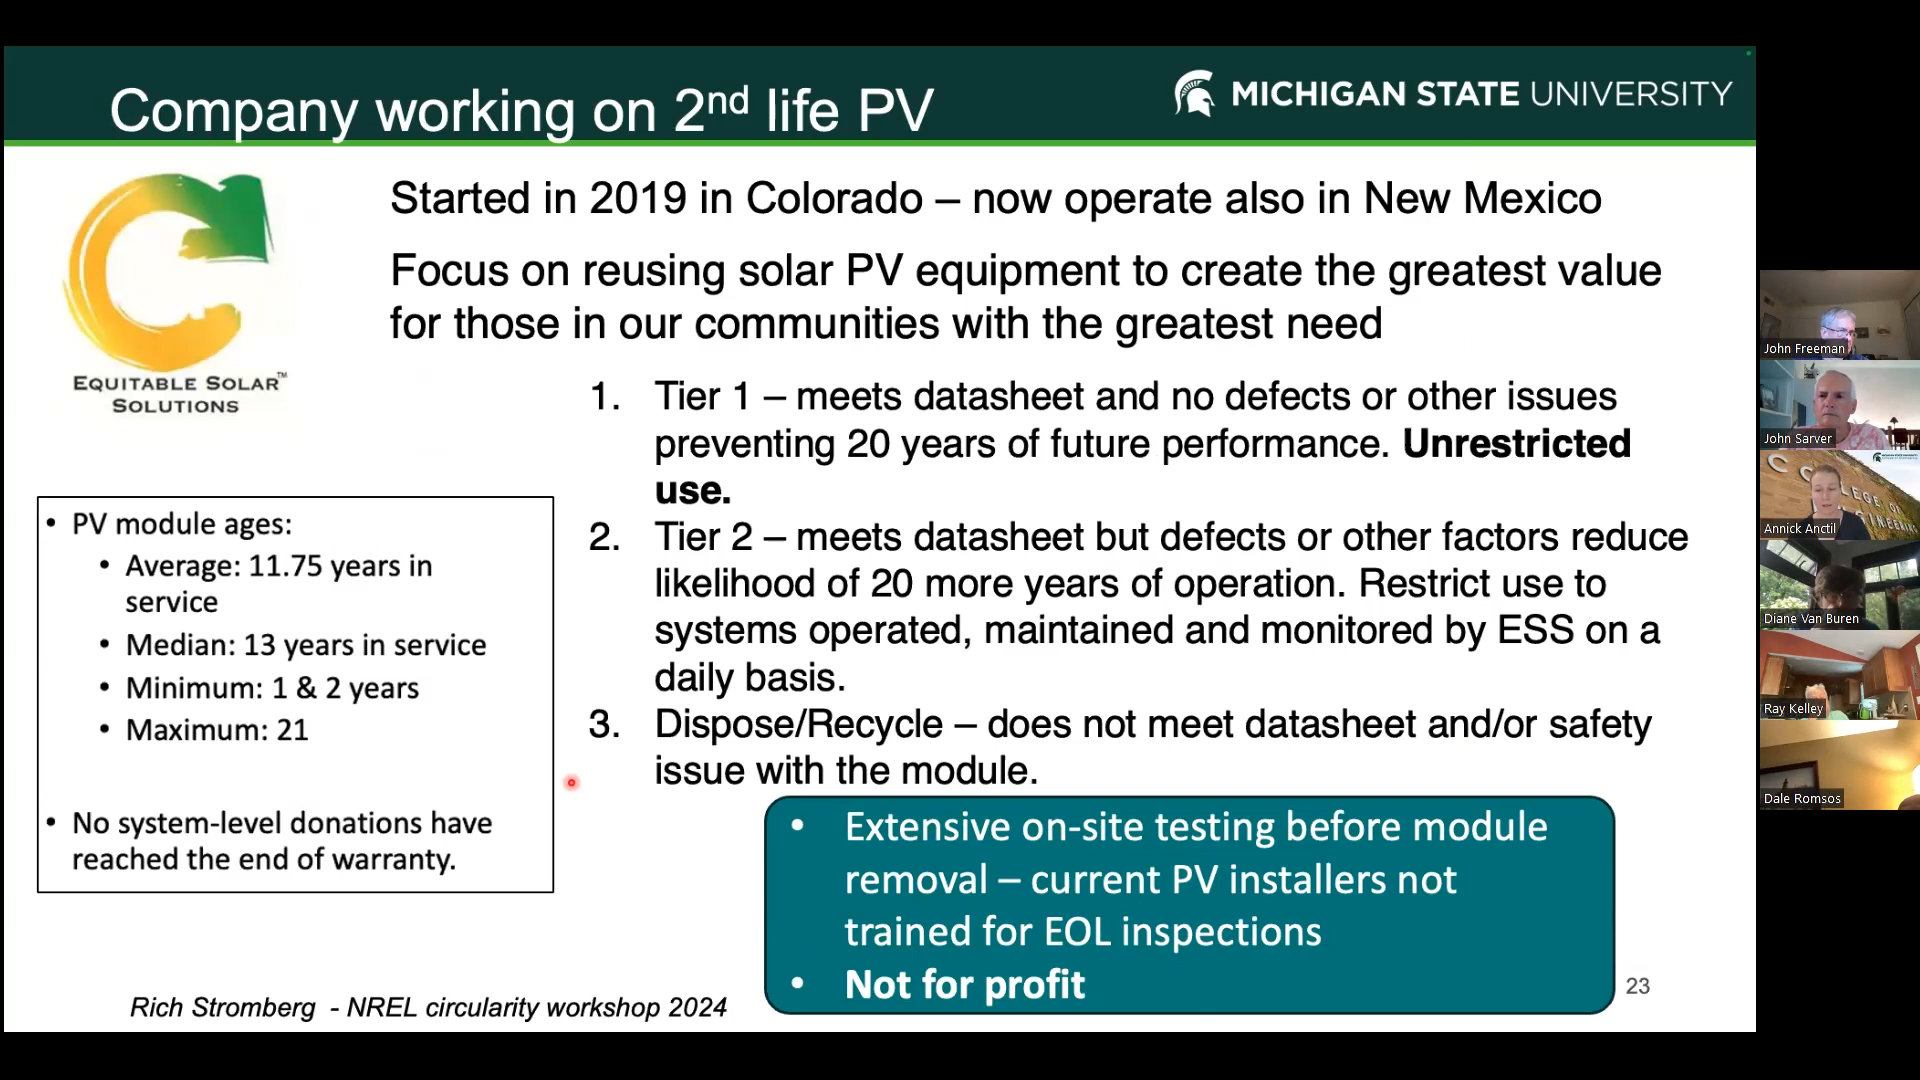 Company working on 2nd life PV
MICHIGAN STATE UNIVERSITY
EQUITABLE SOLAR™
SOLUTIONS
Started in 2019 in Colorado – now operate also in New Mexico
Focus on reusing solar PV equipment to create the greatest value
for those in our communities with the greatest need
1. Tier 1 – meets datasheet and no defects or other issues
preventing 20 years of future performance. Unrestricted
use.
2. Tier 2 – meets datasheet but defects or other factors reduce
likelihood of 20 more years of operation. Restrict use to
systems operated, maintained and monitored by ESS on a
daily basis.
3. Dispose/Recycle – does not meet datasheet and/or safety
issue with the module.
• PV module ages:
• Average: 11.75 years in
service
• Median: 13 years in service
• Minimum: 1 & 2 years
• Maximum: 21
• No system-level donations have
reached the end of warranty.
• Extensive on-site testing before module
removal – current PV installers not
trained for EOL inspections
• Not for profit
Rich Stromberg - NREL circularity workshop 2024
23
John Freeman
John Sarver
Annick Anctil
Diane Van Buren
Ray Kelley
Dale Romsos